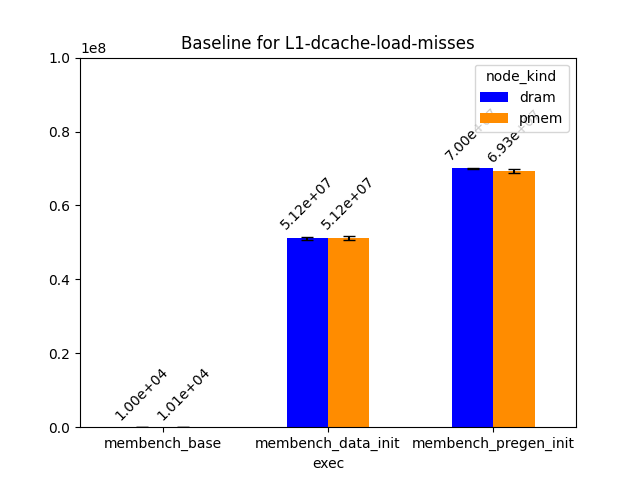 Baseline for L1-dcache-load-misses
1e8
1.0
0.8
0.6
0.4
0.2
0.0
node_kind
dram
pmem
1.00e+04
1.01e+04
5.12e+07
5.12e+07
7.00e+07
6.93e+07
membench_base
membench_data_init
membench_pregen_init
exec